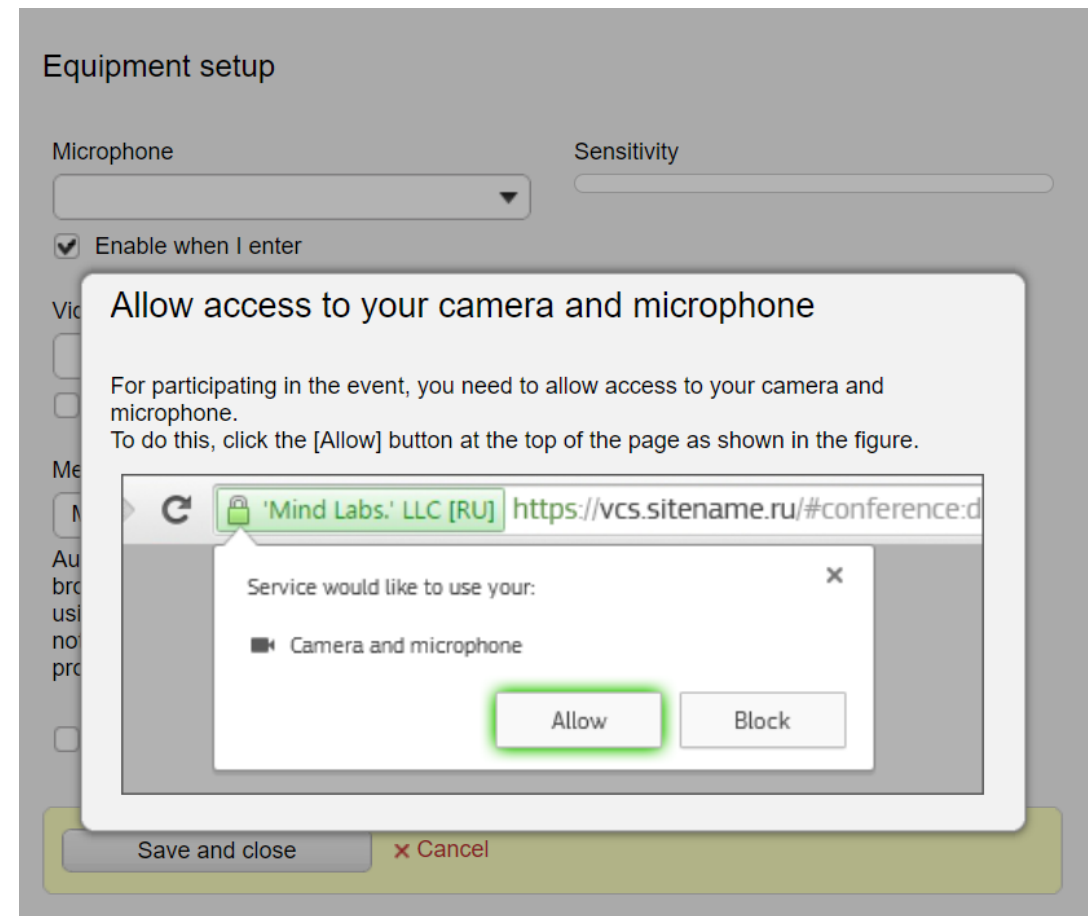 Equipment setup
Microphone
Sensitivity
Enable when I enter
Allow access to your camera and microphone
For participating in the event, you need to allow access to your camera and
microphone.
To do this, click the [Allow] button at the top of the page as shown in the figure.
'Mind Labs.' LLC [RU] https://vcs.sitename.ru/#conference:d
Service would like to use your:
Camera and microphone
Allow Block
Save and close Cancel